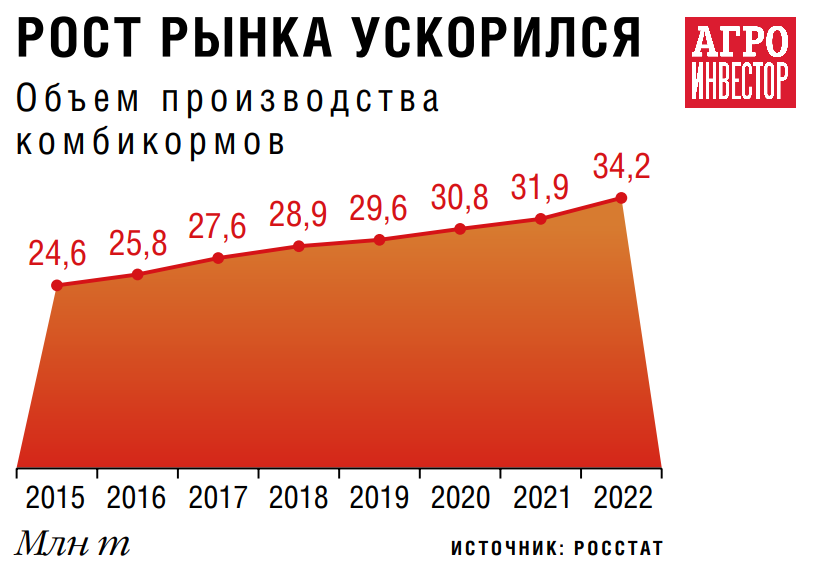 РОСТ РЫНКА УСКОРИЛСЯ
АГРО
ИНВЕСТОР
Объем производства
комбикормов
24,6 25,8 27,6 28,9 29,6 30,8 31,9 34,2
2015 2016 2017 2018 2019 2020 2021 2022
Млн т
ИСТОЧНИК: РОССТАТ